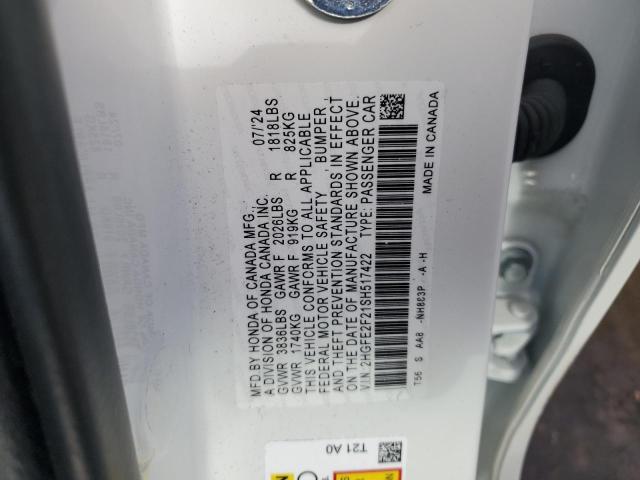 MFD.BY HONDA OF CANADA MFG. 07/'24
A DIVISION OF HONDA CANADA INC.
GVWR 3836LBS GAWR F 2026LBS R 1818LBS
GVWR 1740KG GAWR F 919KG R 825KG
THIS VEHICLE CONFORMS TO ALL APPLICABLE
FEDERAL MOTOR VEHICLE SAFETY , BUMPER,
AND THEFT PREVENTION STANDARDS IN EFFECT
ON THE DATE OF MANUFACTURE SHOWN ABOVE.
V.I.N. 2HGFE2F21SH517422 TYPE: PASSENGER CAR
T56 S AA8 -NH883P -A -H MADE IN CANADA
T21 A0